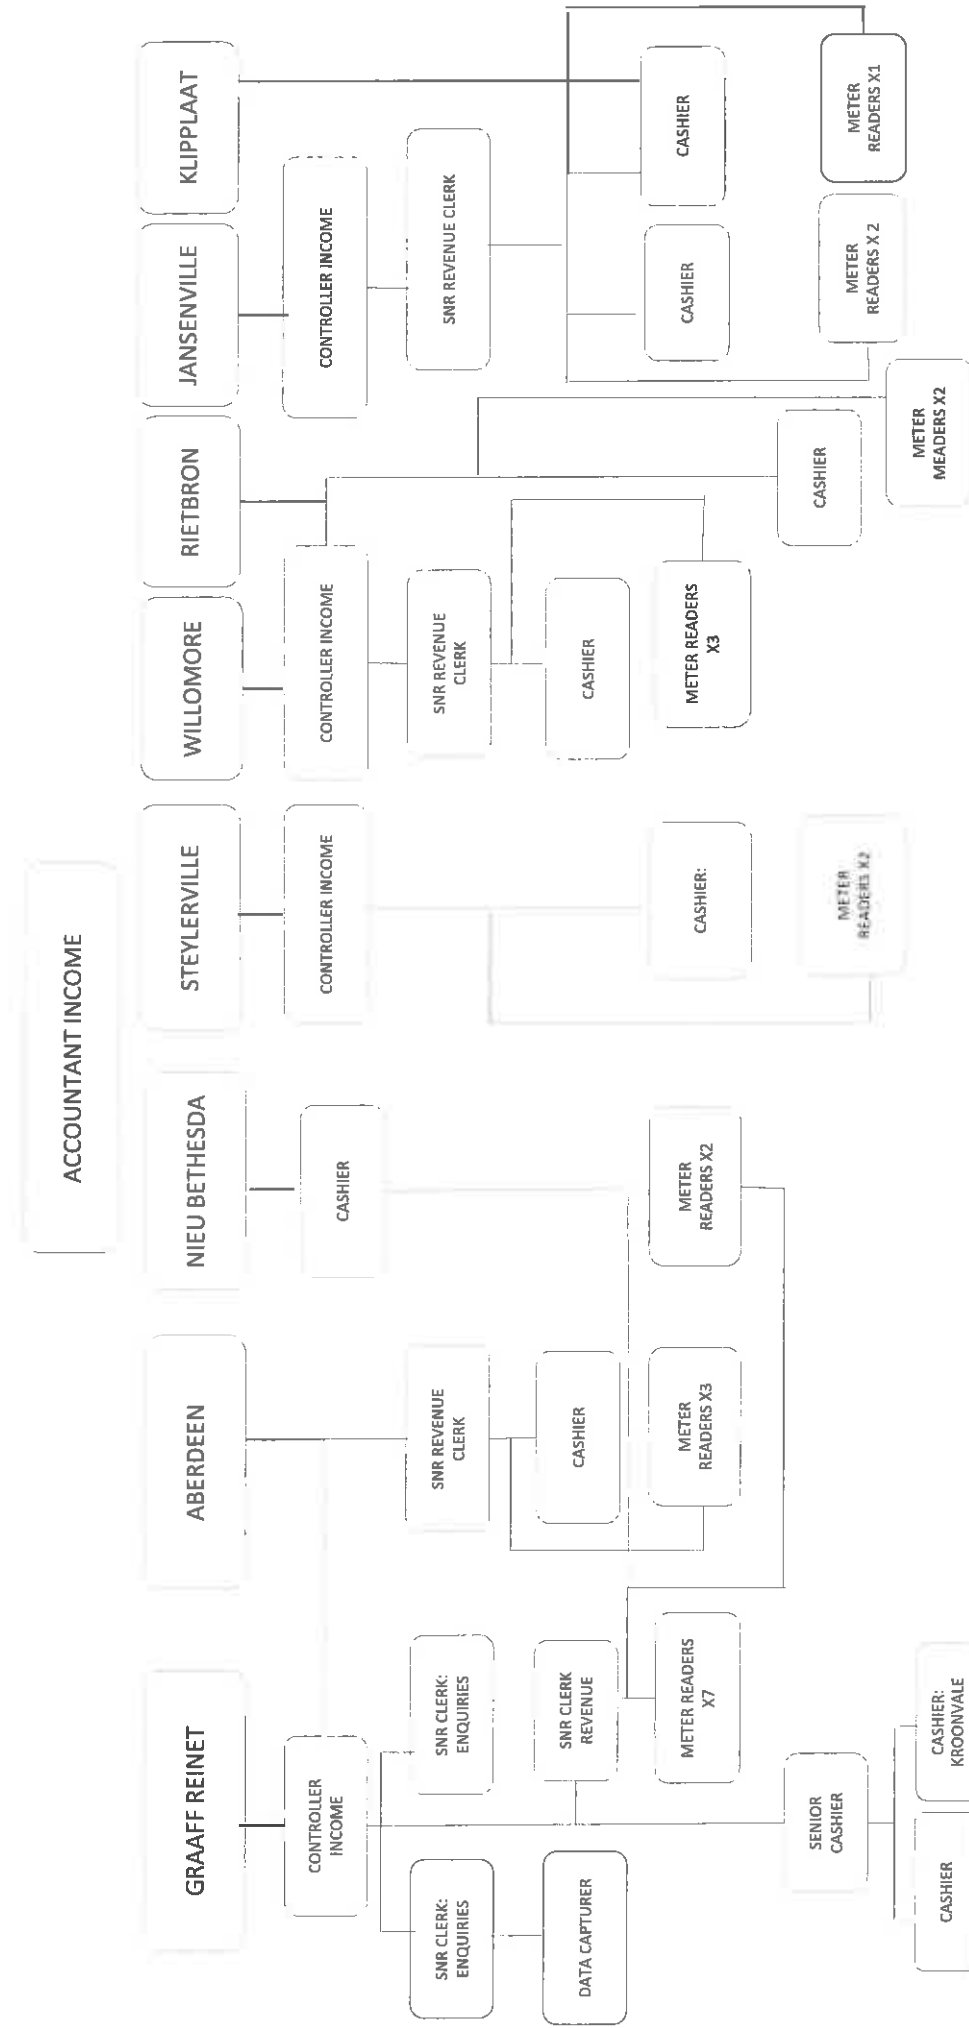 ACCOUNTANT INCOME
GRAAFF REINET
ABERDEEN
NIEU BETHESDA
STEYLERVILLE
WILLOMORE
RIETBRON
JANSENVILLE
KLIPPLAAT
CONTROLLER
INCOME
CASHIER
CONTROLLER INCOME
CONTROLLER INCOME
CONTROLLER INCOME
SNR CLERK:
ENQUIRIES
SNR CLERK:
ENQUIRIES
SNR REVENUE
CLERK
SNR REVENUE
CLERK
SNR REVENUE CLERK
DATA CAPTURER
SNR CLERK
REVENUE
CASHIER
CASHIER
METER READERS
X7
METER
READERS X3
METER
READERS X2
CASHIER:
METER READERS
X3
CASHIER
CASHIER
SENIOR
CASHIER
METER
READERS X2
CASHIER
METER
READERS X 2
METER
READERS X1
CASHIER
CASHIER:
KROONVALE
METER
MEADERS X2